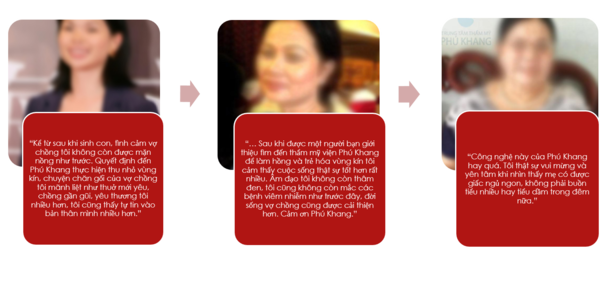 PHÚ KHANG
"Kể từ sau khi sinh con, tình cảm vợ
chồng tôi không còn được mặn
nồng như trước. Quyết định đến
Phú Khang thực hiện thu nhỏ vùng
kín, chuyện chăn gối của vợ chồng
tôi mãnh liệt như thuở mới yêu,
chồng gần gũi, yêu thương tôi
nhiều hơn, tôi cũng thấy tự tin vào
bản thân mình nhiều hơn."
"… Sau khi được một người bạn giới
thiệu tìm đến thẩm mỹ viện Phú Khang
để làm hồng và trẻ hóa vùng kín tôi
cảm thấy cuộc sống thật sự tốt hơn rất
nhiều. Âm đạo tôi không còn thâm
đen, tôi cũng không còn mắc các
bệnh viêm nhiễm như trước đây, đời
sống vợ chồng cũng được cải thiện
hơn. Cảm ơn Phú Khang."
"Công nghệ này của Phú Khang
hay quá. Tôi thật sự vui mừng và
yên tâm khi nhìn thấy mẹ có được
giấc ngủ ngon, không phải buồn
tiểu nhiều hay tiểu dầm trong đêm
nữa."